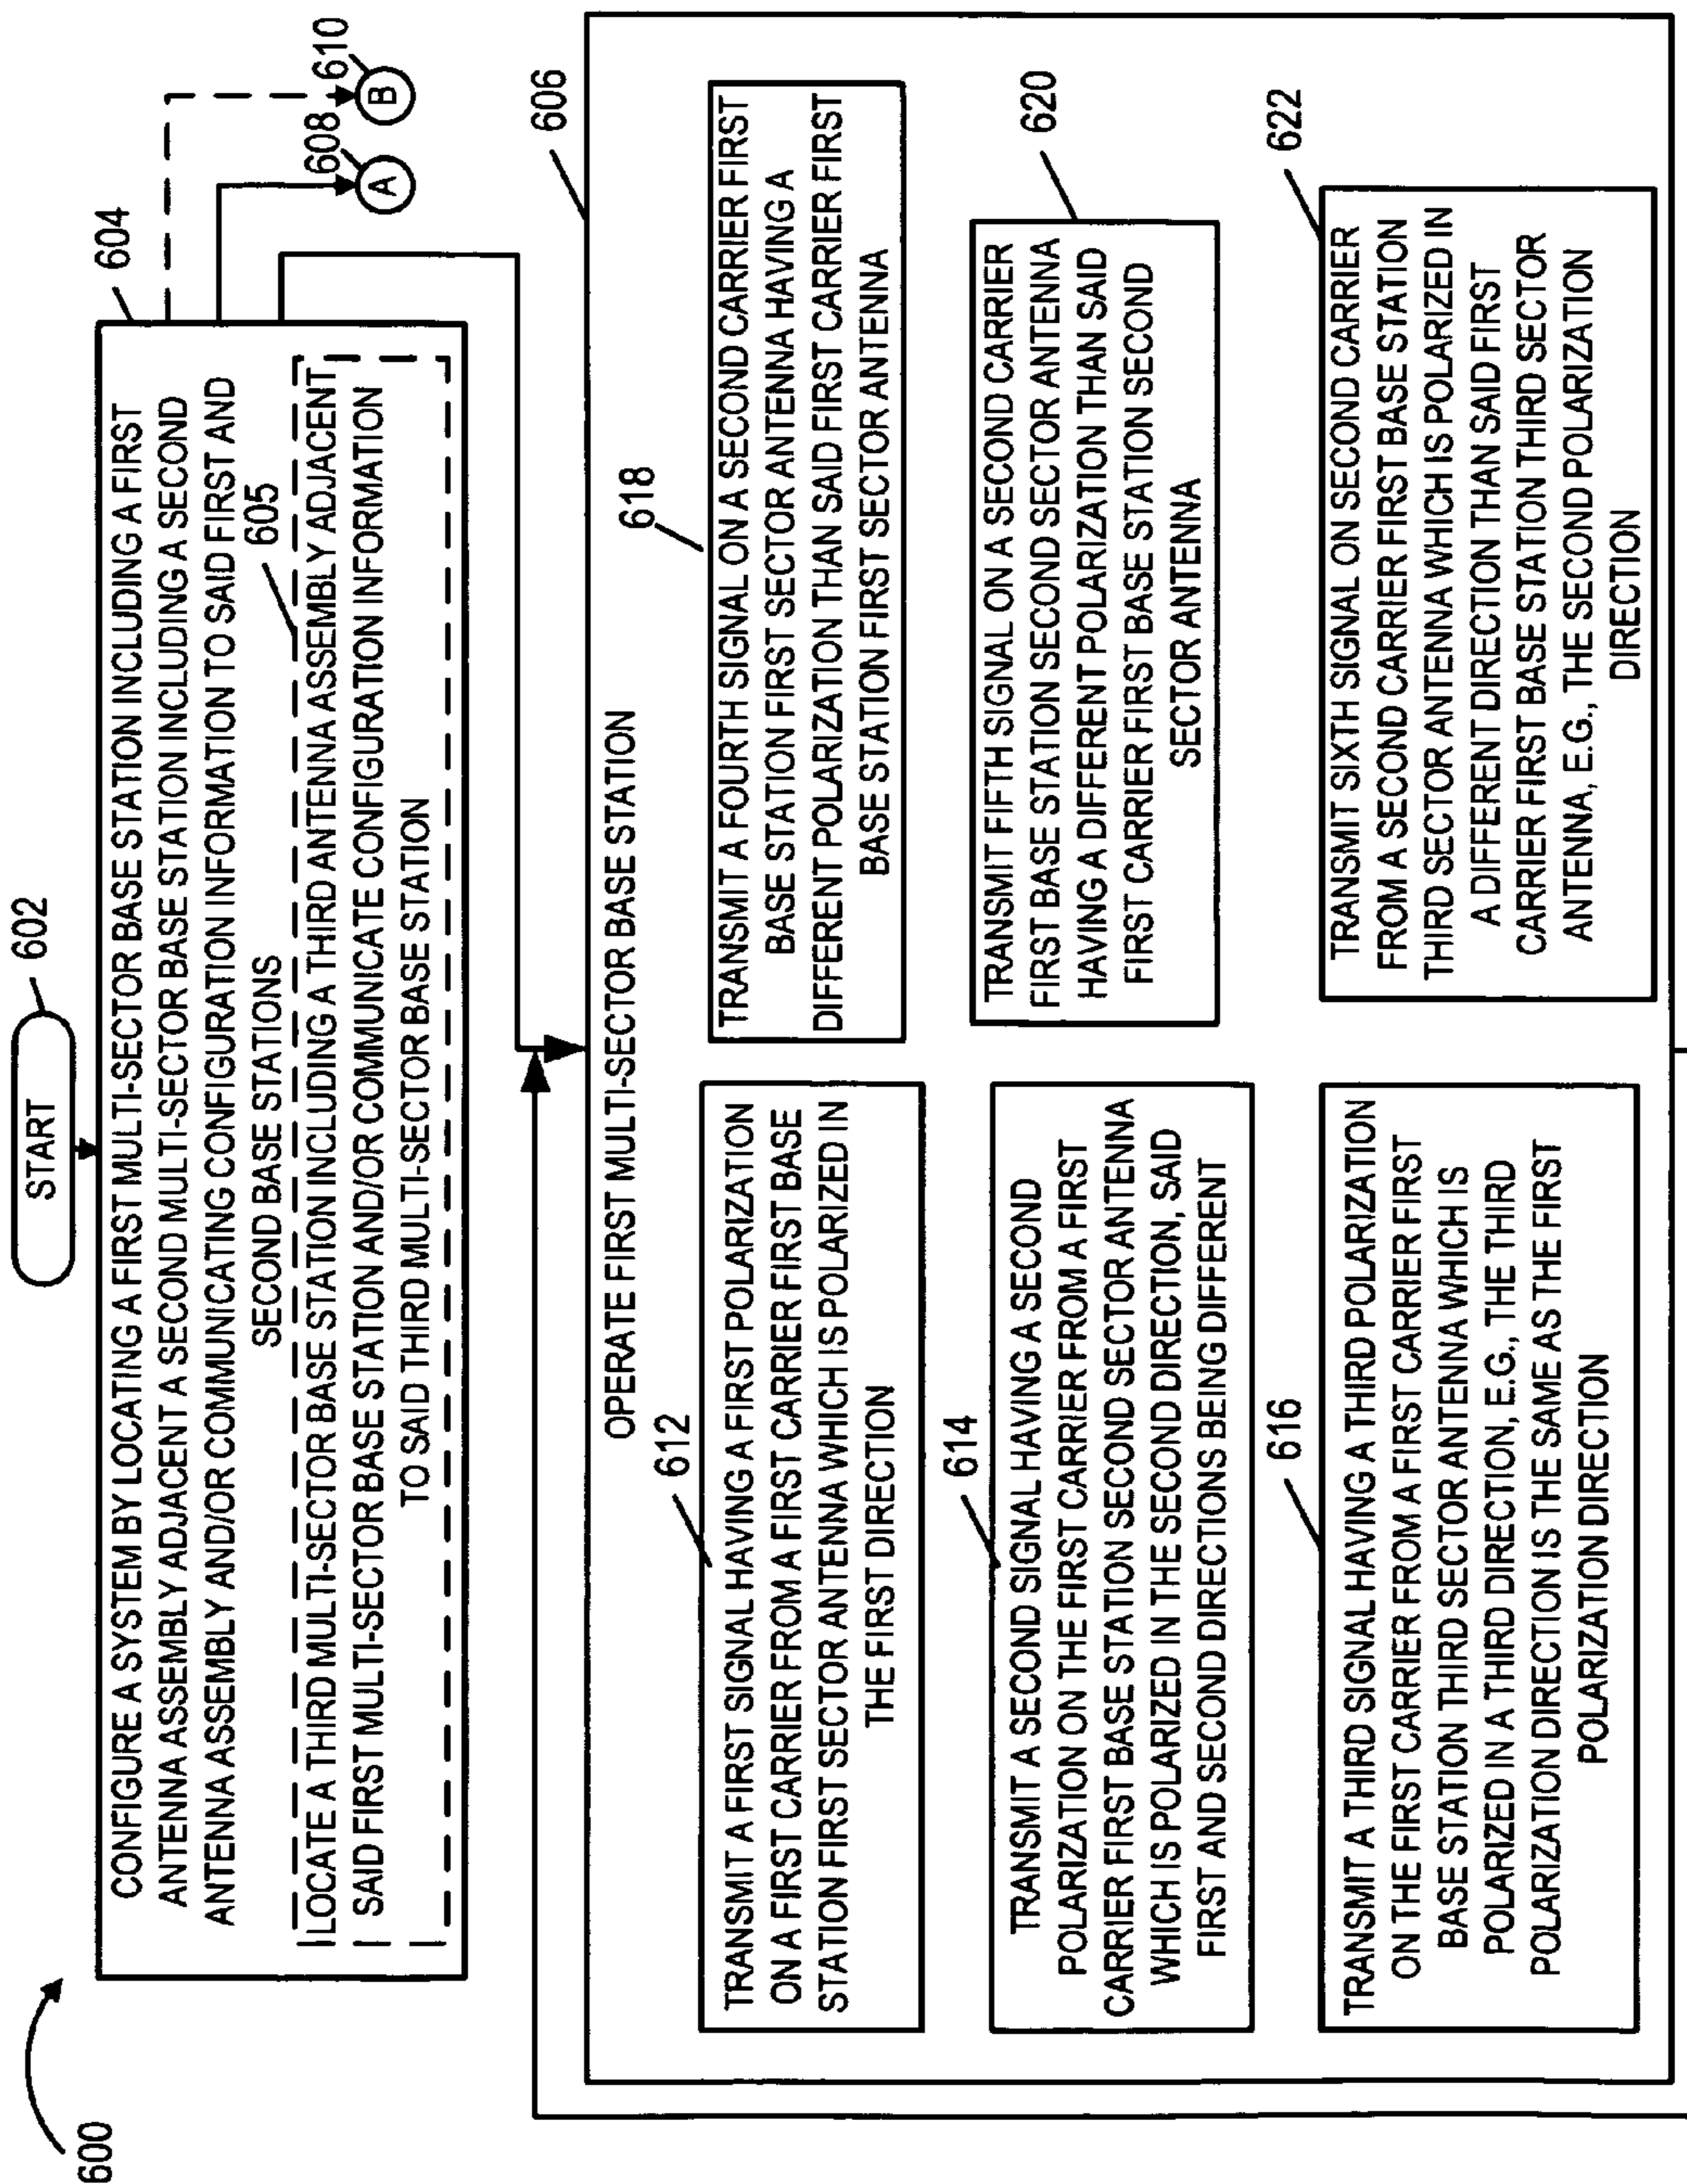 600
START
602
CONFIGURE A SYSTEM BY LOCATING A FIRST MULTI-SECTOR BASE STATION INCLUDING A FIRST
ANTENNA ASSEMBLY ADJACENT A SECOND MULTI-SECTOR BASE STATION INCLUDING A SECOND
ANTENNA ASSEMBLY AND/OR COMMUNICATING CONFIGURATION INFORMATION TO SAID FIRST AND
SECOND BASE STATIONS
604
605
LOCATE A THIRD MULTI-SECTOR BASE STATION INCLUDING A THIRD ANTENNA ASSEMBLY ADJACENT
SAID FIRST MULTI-SECTOR BASE STATION AND/OR COMMUNICATE CONFIGURATION INFORMATION
TO SAID THIRD MULTI-SECTOR BASE STATION
608
A
610
B
606
OPERATE FIRST MULTI-SECTOR BASE STATION
612
TRANSMIT A FIRST SIGNAL HAVING A FIRST POLARIZATION
ON A FIRST CARRIER FROM A FIRST CARRIER FIRST BASE
STATION FIRST SECTOR ANTENNA WHICH IS POLARIZED IN
THE FIRST DIRECTION
614
TRANSMIT A SECOND SIGNAL HAVING A SECOND
POLARIZATION ON THE FIRST CARRIER FROM A FIRST
CARRIER FIRST BASE STATION SECOND SECTOR ANTENNA
WHICH IS POLARIZED IN THE SECOND DIRECTION, SAID
FIRST AND SECOND DIRECTIONS BEING DIFFERENT
616
TRANSMIT A THIRD SIGNAL HAVING A THIRD POLARIZATION
ON THE FIRST CARRIER FROM A FIRST CARRIER FIRST
BASE STATION THIRD SECTOR ANTENNA WHICH IS
POLARIZED IN A THIRD DIRECTION, E.G., THE THIRD
POLARIZATION DIRECTION IS THE SAME AS THE FIRST
POLARIZATION DIRECTION
618
TRANSMIT A FOURTH SIGNAL ON A SECOND CARRIER FIRST
BASE STATION FIRST SECTOR ANTENNA HAVING A
DIFFERENT POLARIZATION THAN SAID FIRST CARRIER FIRST
BASE STATION FIRST SECTOR ANTENNA
620
TRANSMIT FIFTH SIGNAL ON A SECOND CARRIER
FIRST BASE STATION SECOND SECTOR ANTENNA
HAVING A DIFFERENT POLARIZATION THAN SAID
FIRST CARRIER FIRST BASE STATION SECOND
SECTOR ANTENNA
622
TRANSMIT SIXTH SIGNAL ON SECOND CARRIER
FROM A SECOND CARRIER FIRST BASE STATION
THIRD SECTOR ANTENNA WHICH IS POLARIZED IN
A DIFFERENT DIRECTION THAN SAID FIRST
CARRIER FIRST BASE STATION THIRD SECTOR
ANTENNA, E.G., THE SECOND POLARIZATION
DIRECTION